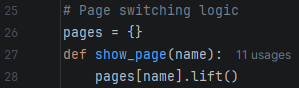 25 # Page switching logic
26 pages = {}
27 def show_page(name): 11 usages
28 pages[name].lift()